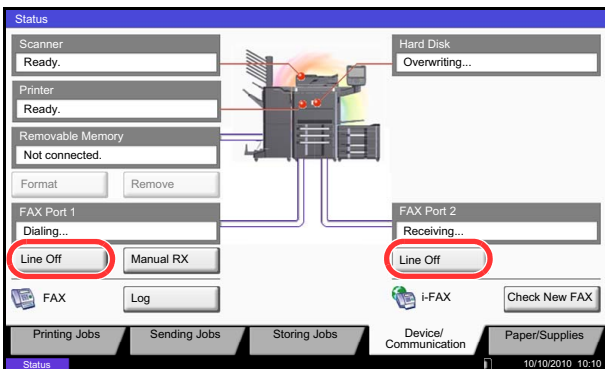 Status
Scanner
Ready.
Hard Disk
Overwriting...
Printer
Ready.
Removable Memory
Not connected.
Format
Remove
FAX Port 1
Dialing...
FAX Port 2
Receiving...
Line Off
Manual RX
Line Off
FAX
Log
i-FAX
Check New FAX
Printing Jobs
Sending Jobs
Storing Jobs
Device/
Communication
Paper/Supplies
Status
10/10/2010 10:10